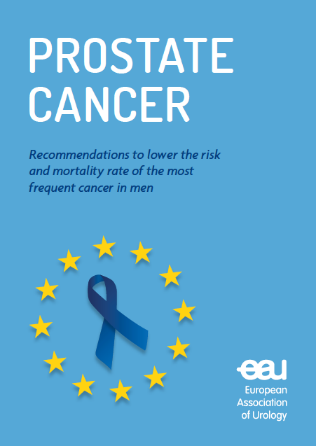 PROSTATE
CANCER
Recommendations to lower the risk
and mortality rate of the most
frequent cancer in men
eau
European
Association
of Urology